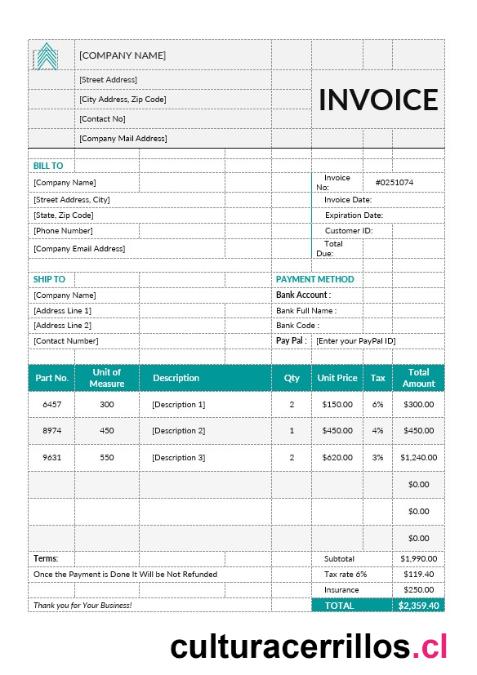 [COMPANY NAME]
[Street Address]
[City Address, Zip Code]
[Contact No]
[Company Mail Address]
INVOICE
BILL TO
[Company Name]
[Street Address, City]
[State, Zip Code]
[Phone Number]
[Company Email Address]
Invoice No: #0251074
Invoice Date:
Expiration Date:
Customer ID:
Total Due:
SHIP TO
[Company Name]
[Address Line 1]
[Address Line 2]
[Contact Number]
PAYMENT METHOD
Bank Account :
Bank Full Name :
Bank Code :
Pay Pal : [Enter your PayPal ID]
Part No. Unit of Measure Description Qty Unit Price Tax Total Amount
6457 300 [Description 1] 2 $150.00 6% $300.00
8974 450 [Description 2] 1 $450.00 4% $450.00
9631 550 [Description 3] 2 $620.00 3% $1,240.00
$0.00
$0.00
$0.00
Terms: Subtotal $1,990.00
Once the Payment is Done It Will be Not Refunded Tax rate 6% $119.40
Insurance $250.00
Thank you for Your Business! TOTAL $2,359.40
culturacerrillos.cl